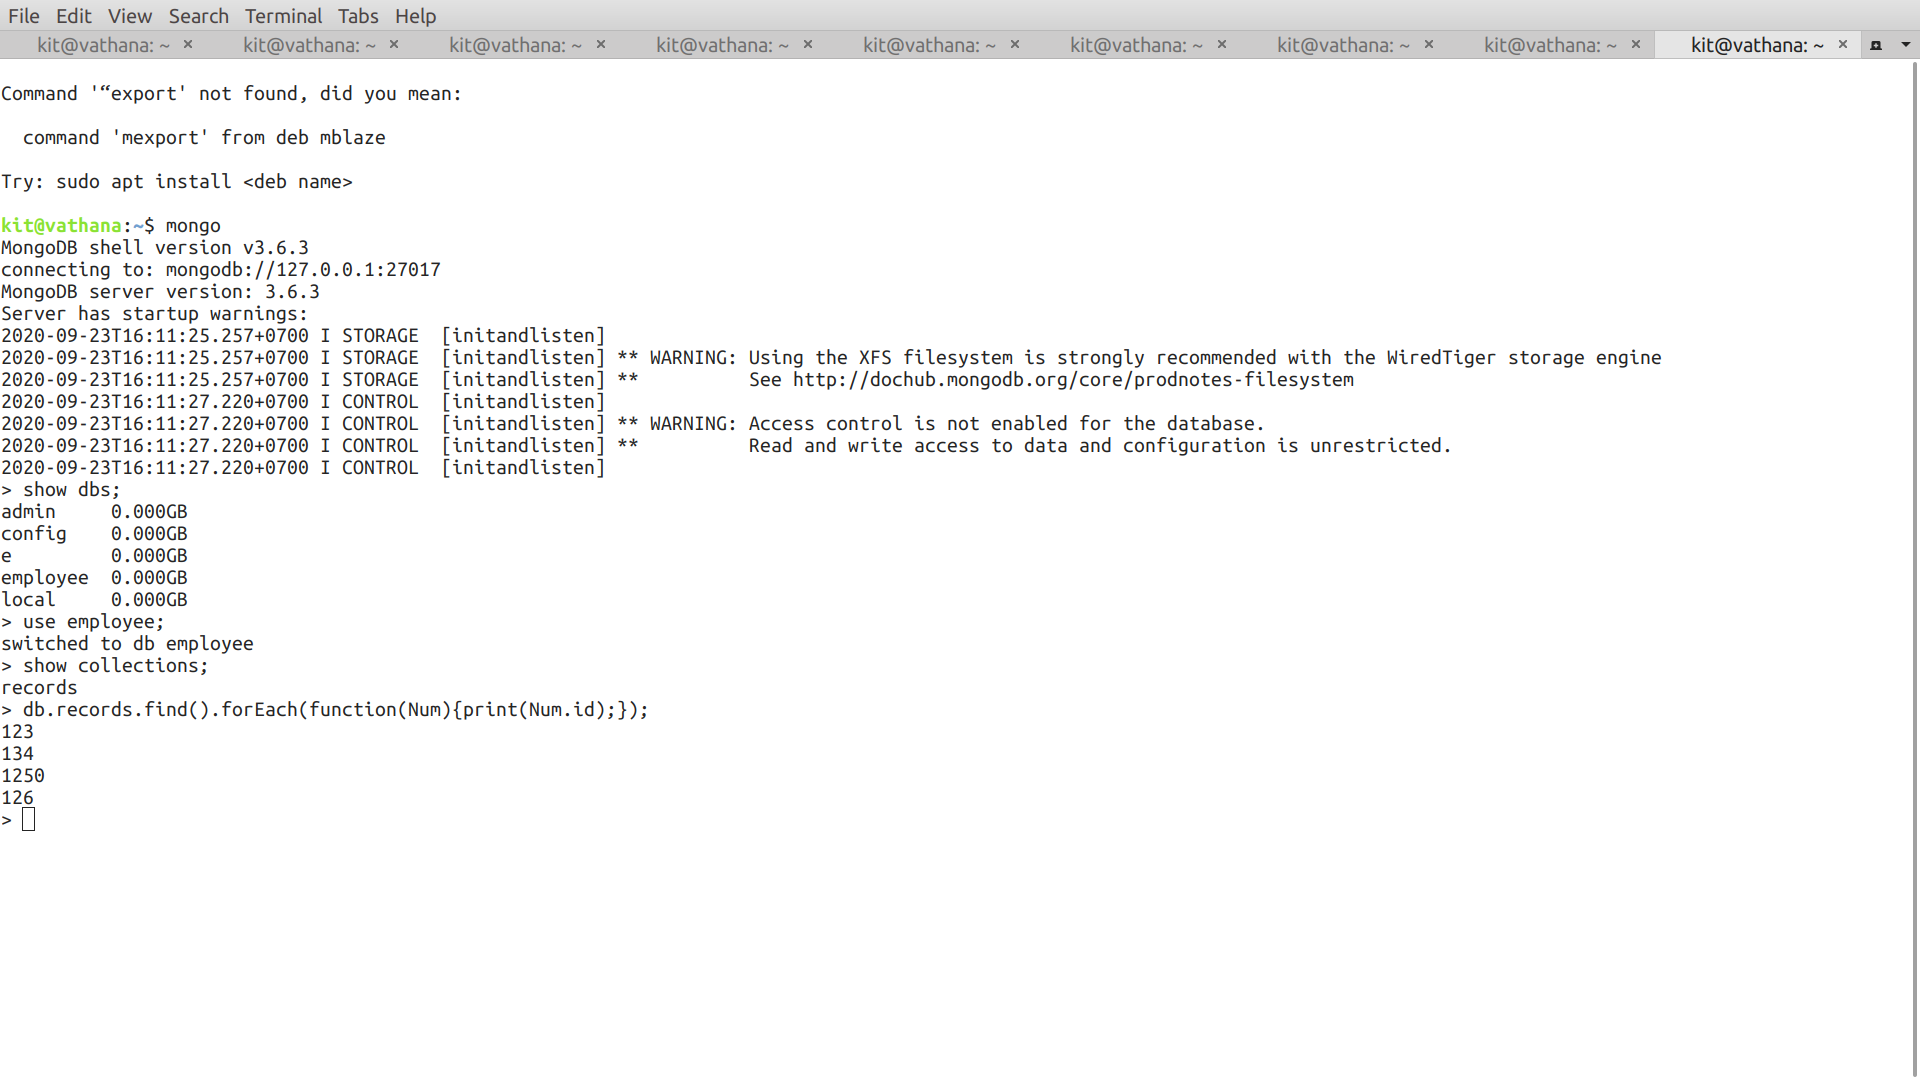 File Edit View Search Terminal Tabs Help
kit@vathana: ~ × kit@vathana: ~ × kit@vathana: ~ × kit@vathana: ~ × kit@vathana: ~ × kit@vathana: ~ × kit@vathana: ~ × kit@vathana: ~ × kit@vathana: ~ ×
Command '“export' not found, did you mean:
  command 'mexport' from deb mblaze
Try: sudo apt install <deb name>
kit@vathana:~$ mongo
MongoDB shell version v3.6.3
connecting to: mongodb://127.0.0.1:27017
MongoDB server version: 3.6.3
Server has startup warnings:
2020-09-23T16:11:25.257+0700 I STORAGE  [initandlisten]
2020-09-23T16:11:25.257+0700 I STORAGE  [initandlisten] ** WARNING: Using the XFS filesystem is strongly recommended with the WiredTiger storage engine
2020-09-23T16:11:25.257+0700 I STORAGE  [initandlisten] **          See http://dochub.mongodb.org/core/prodnotes-filesystem
2020-09-23T16:11:27.220+0700 I CONTROL  [initandlisten]
2020-09-23T16:11:27.220+0700 I CONTROL  [initandlisten] ** WARNING: Access control is not enabled for the database.
2020-09-23T16:11:27.220+0700 I CONTROL  [initandlisten] **          Read and write access to data and configuration is unrestricted.
2020-09-23T16:11:27.220+0700 I CONTROL  [initandlisten]
> show dbs;
admin     0.000GB
config    0.000GB
e         0.000GB
employee  0.000GB
local     0.000GB
> use employee;
switched to db employee
> show collections;
records
> db.records.find().forEach(function(Num){print(Num.id);});
123
134
1250
126
>